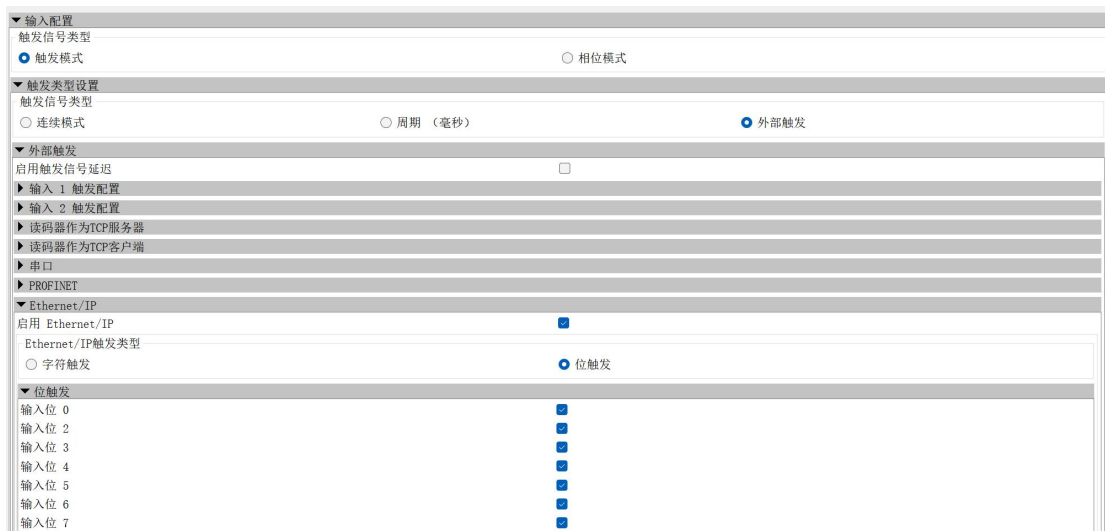 输入配置
触发信号类型
触发模式 相位模式
触发类型设置
触发信号类型
连续模式 周期 (毫秒) 外部触发
外部触发
启用触发信号延迟
输入 1 触发配置
输入 2 触发配置
读码器作为TCP服务器
读码器作为TCP客户端
串口
PROFINET
Ethernet/IP
启用 Ethernet/IP
Ethernet/IP触发类型
字符触发 位触发
位触发
输入位 0
输入位 2
输入位 3
输入位 4
输入位 5
输入位 6
输入位 7